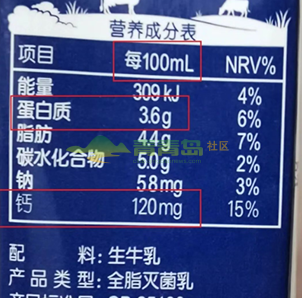 营养成分表
项目 每100mL NRV%
能量 309kJ 4%
蛋白质 3.6g 6%
脂肪 4.4g 7%
碳水化合物 5.0g 2%
青青岛社区
钠 58mg 3%
钙 120mg 15%
配 料:生牛乳
产品类型:全脂灭菌乳